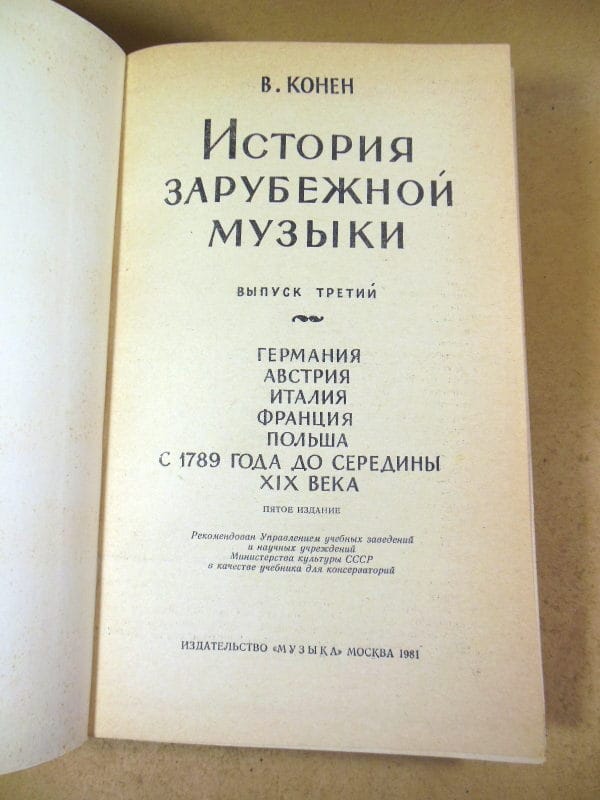 В. КОНЕН
ИСТОРИЯ
ЗАРУБЕЖНОЙ
МУЗЫКИ
ВЫПУСК ТРЕТИЙ
ГЕРМАНИЯ
АВСТРИЯ
ИТАЛИЯ
ФРАНЦИЯ
ПОЛЬША
С 1789 ГОДА ДО СЕРЕДИНЫ
XIX ВЕКА
ПЯТОЕ ИЗДАНИЕ
Рекомендован Управлением учебных заведений
и научных учреждений
Министерства культуры СССР
в качестве учебника для консерваторий
ИЗДАТЕЛЬСТВО «МУЗЫКА» МОСКВА 1981